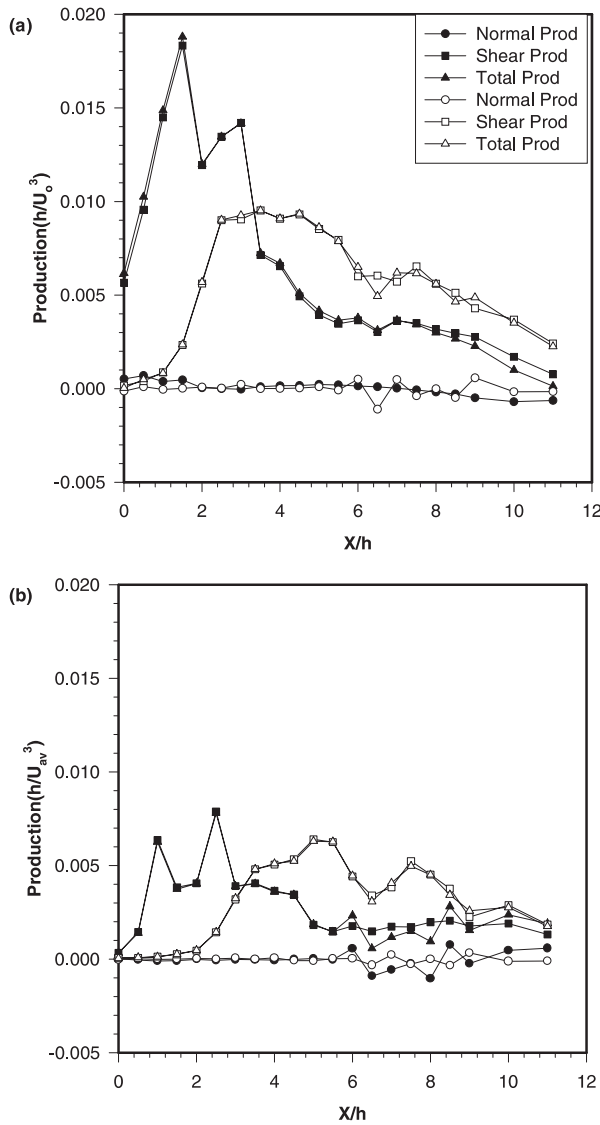 (a)
0.020
0.015
0.010
0.005
0.000
-0.005
Production(h/U₀³)
0 2 4 6 8 10 12
X/h
Normal Prod
Shear Prod
Total Prod
Normal Prod
Shear Prod
Total Prod
(b)
0.020
0.015
0.010
0.005
0.000
-0.005
Production(h/Uav³)
0 2 4 6 8 10 12
X/h